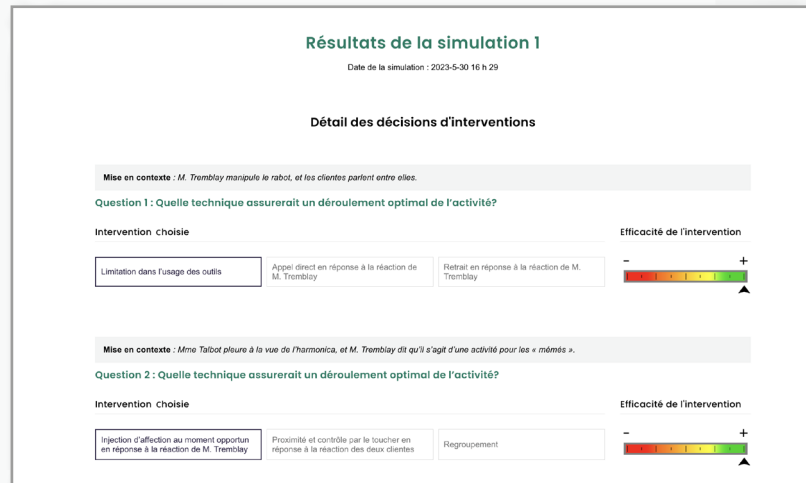 Résultats de la simulation 1
Date de la simulation : 2023-5-30 16 h 29
Détail des décisions d'interventions
Mise en contexte : M. Tremblay manipule le rabot, et les clientes parlent entre elles.
Question 1 : Quelle technique assurerait un déroulement optimal de l'activité?
Intervention choisie
Efficacité de l'intervention
Limitation dans l'usage des outils
Appel direct en réponse à la réaction de
M. Tremblay
Retrait en réponse à la réaction de M.
Tremblay
- +
Mise en contexte : Mme Talbot pleure à la vue de l'harmonica, et M. Tremblay dit qu'il s'agit d'une activité pour les « mémés ».
Question 2 : Quelle technique assurerait un déroulement optimal de l'activité?
Intervention choisie
Efficacité de l'intervention
Injection d'affection au moment opportun
en réponse à la réaction de M. Tremblay
Proximité et contrôle par le toucher en
réponse à la réaction des deux clientes
Regroupement
- +